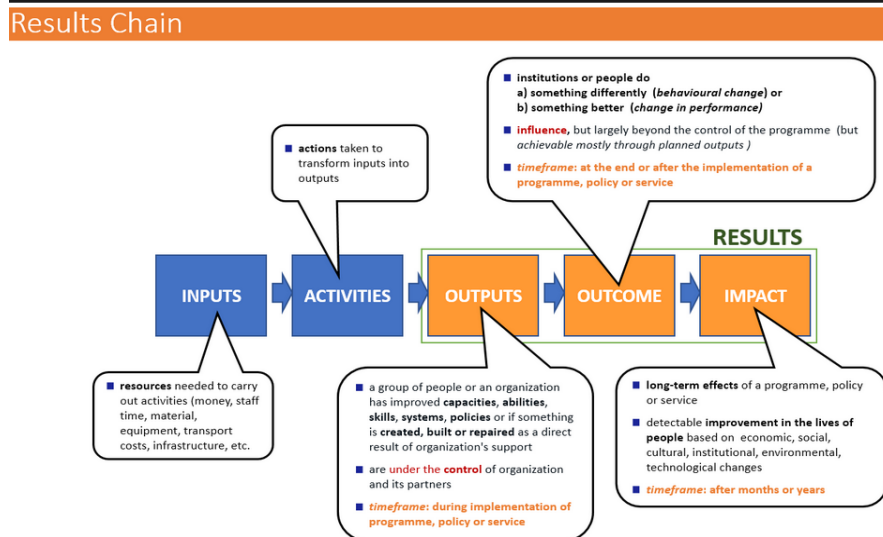 Results Chain
institutions or people do
a) something differently (behavioural change) or
b) something better (change in performance)
influence, but largely beyond the control of the programme (but
achievable mostly through planned outputs )
timeframe: at the end or after the implementation of a
programme, policy or service
actions taken to
transform inputs into
outputs
RESULTS
INPUTS
ACTIVITIES
OUTPUTS
OUTCOME
IMPACT
resources needed to carry
out activities (money, staff
time, material,
equipment, transport
costs, infrastructure, etc.
a group of people or an organization
has improved capacities, abilities,
skills, systems, policies or if something
is created, built or repaired as a direct
result of organization's support
are under the control of organization
and its partners
timeframe: during implementation of
programme, policy or service
long-term effects of a programme, policy
or service
detectable improvement in the lives of
people based on economic, social,
cultural, institutional, environmental,
technological changes
timeframe: after months or years